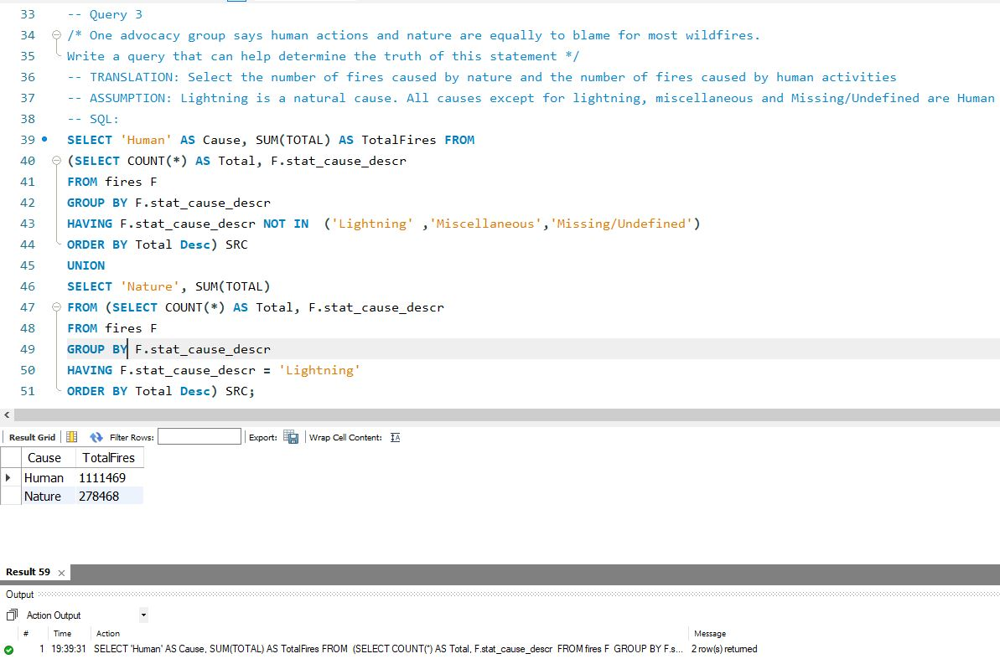 33 -- Query 3
34 /* One advocacy group says human actions and nature are equally to blame for most wildfires.
35 Write a query that can help determine the truth of this statement */
36 -- TRANSLATION: Select the number of fires caused by nature and the number of fires caused by human activities
37 -- ASSUMPTION: Lightning is a natural cause. All causes except for lightning, miscellaneous and Missing/Undefined are Human
38 -- SQL:
39 SELECT 'Human' AS Cause, SUM(TOTAL) AS TotalFires FROM
40 (SELECT COUNT(*) AS Total, F.stat_cause_descr
41 FROM fires F
42 GROUP BY F.stat_cause_descr
43 HAVING F.stat_cause_descr NOT IN  ('Lightning' ,'Miscellaneous','Missing/Undefined')
44 ORDER BY Total Desc) SRC
45 UNION
46 SELECT 'Nature', SUM(TOTAL)
47 FROM (SELECT COUNT(*) AS Total, F.stat_cause_descr
48 FROM fires F
49 GROUP BY F.stat_cause_descr
50 HAVING F.stat_cause_descr = 'Lightning'
51 ORDER BY Total Desc) SRC;
Result Grid Filter Rows: Export: Wrap Cell Content:
Cause TotalFires
Human 1111469
Nature 278468
Result 59
Output
Action Output
# Time Action Message
1 19:39:31 SELECT 'Human' AS Cause, SUM(TOTAL) AS TotalFires FROM (SELECT COUNT(*) AS Total, F.stat_cause_descr FROM fires F GROUP BY F.s... 2 row(s) returned